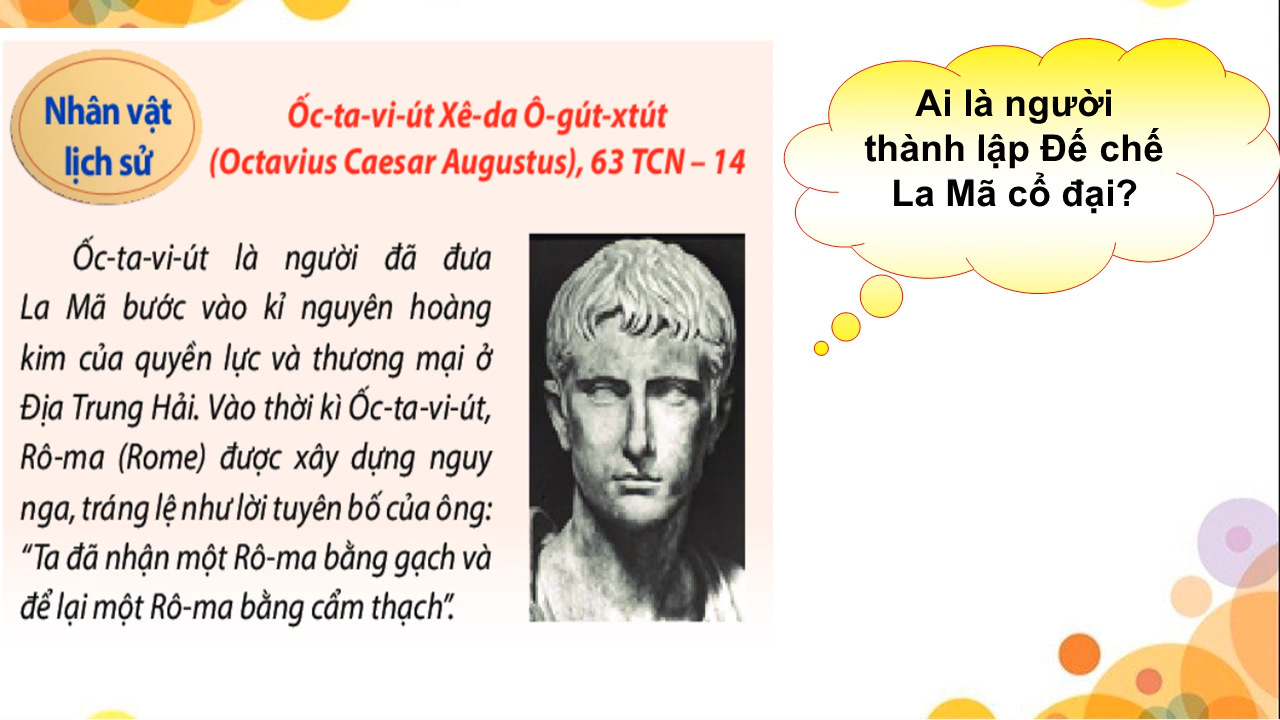 Nhân vật
lịch sử
Ốc-ta-vi-út Xê-da Ô-gút-xtút
(Octavius Caesar Augustus), 63 TCN – 14
Ốc-ta-vi-út là người đã đưa
La Mã bước vào kỉ nguyên hoàng
kim của quyền lực và thương mại ở
Địa Trung Hải. Vào thời kì Ốc-ta-vi-út,
Rô-ma (Rome) được xây dựng nguy
nga, tráng lệ như lời tuyên bố của ông:
“Ta đã nhận một Rô-ma bằng gạch và
để lại một Rô-ma bằng cẩm thạch”.
Ai là người
thành lập Đế chế
La Mã cổ đại?